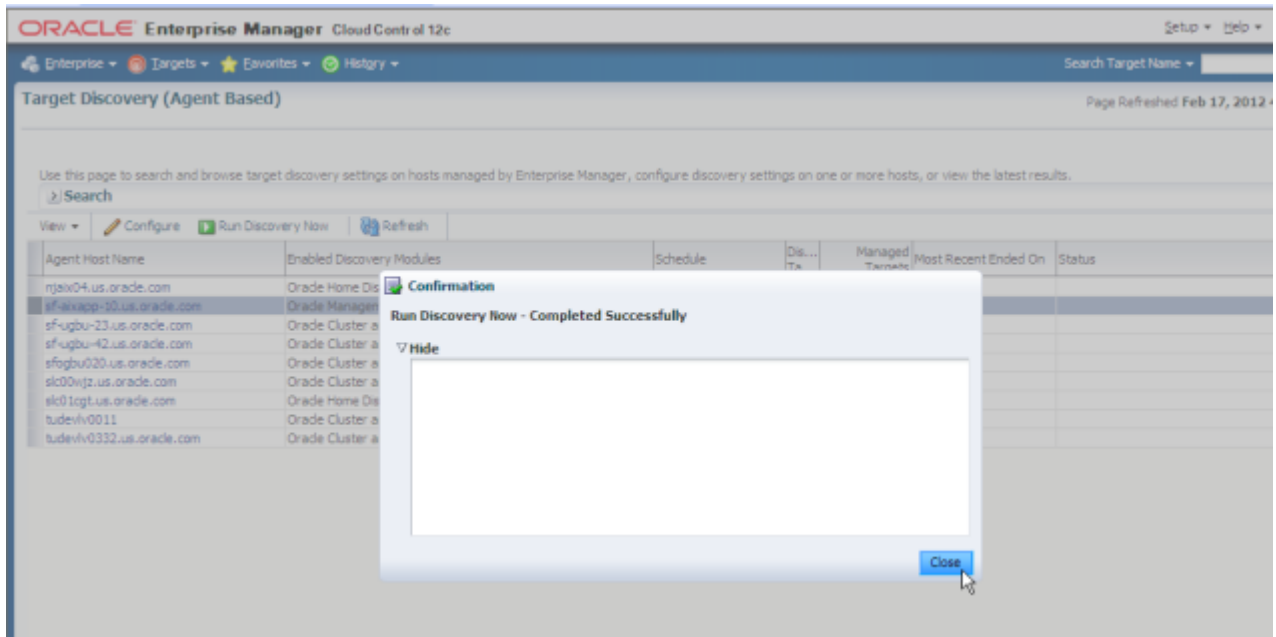 ORACLE Enterprise Manager Cloud Control 12c Setup Help
Enterprise Targets Favorites History Search Target Name
Target Discovery (Agent Based) Page Refreshed Feb 17, 2012
Use this page to search and browse target discovery settings on hosts managed by Enterprise Manager, configure discovery settings on one or more hosts, or view the latest results.
Search
View Configure Run Discovery Now Refresh
Agent Host Name Enabled Discovery Modules Schedule Dis... Ta... Managed Targets Most Recent Ended On Status
njaix04.us.oracle.com Oracle Home Dis
sf-aixapp-10.us.oracle.com Oracle Managem
sf-ugbu-23.us.oracle.com Oracle Cluster a
sf-ugbu-42.us.oracle.com Oracle Cluster a
sfogbu020.us.oracle.com Oracle Cluster a
slc00wjz.us.oracle.com Oracle Cluster a
slc01cgt.us.oracle.com Oracle Home Dis
tudevlv0011 Oracle Cluster a
tudevlv0332.us.oracle.com Oracle Cluster a
Confirmation
Run Discovery Now - Completed Successfully
Hide
Close